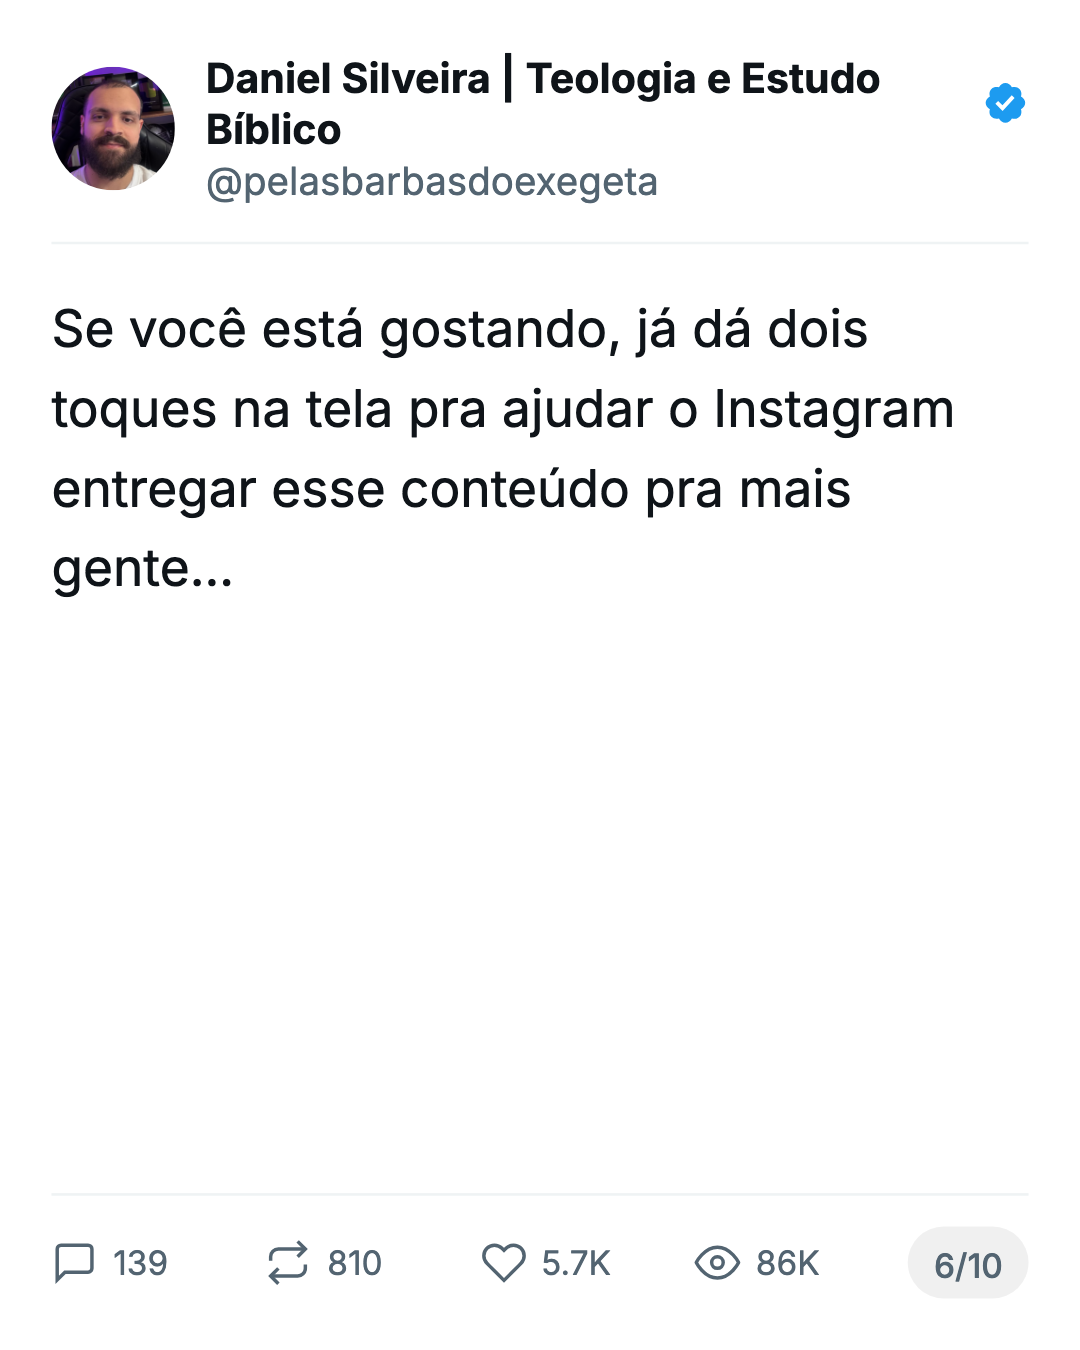 Daniel Silveira | Teologia e Estudo
Bíblico
@pelasbarbasdoexegeta
Se você está gostando, já dá dois
toques na tela pra ajudar o Instagram
entregar esse conteúdo pra mais
gente...
139 810 5.7K 86K 6/10